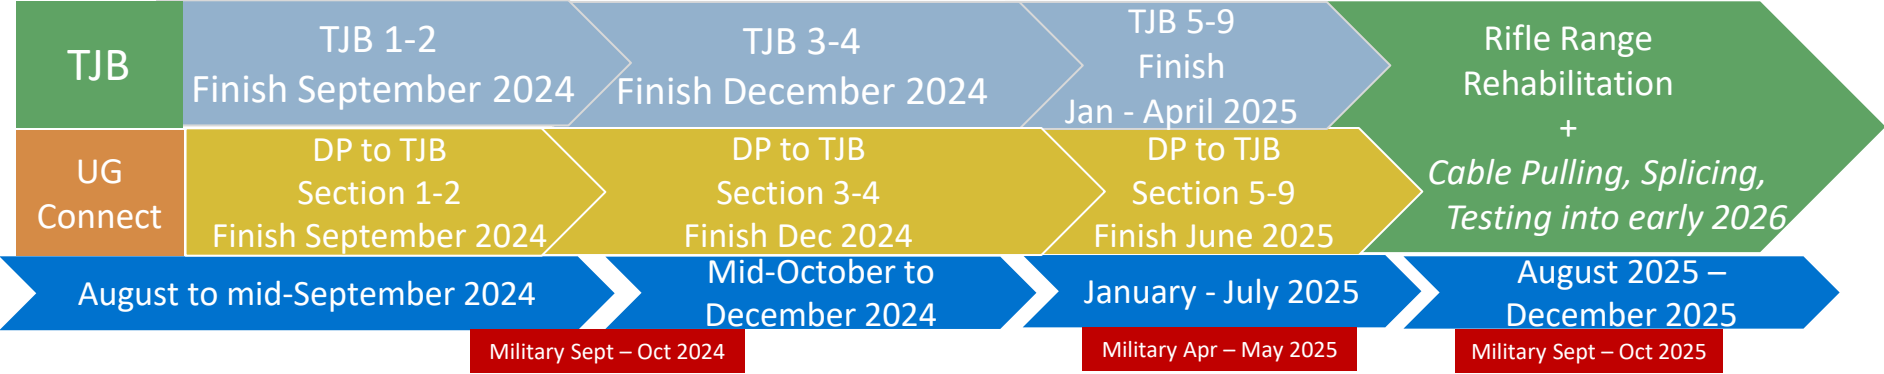 TJB
TJB 1-2
Finish September 2024
TJB 3-4
Finish December 2024
TJB 5-9
Finish
Jan - April 2025
Rifle Range
Rehabilitation
+
Cable Pulling, Splicing,
Testing into early 2026
UG
Connect
DP to TJB
Section 1-2
Finish September 2024
DP to TJB
Section 3-4
Finish Dec 2024
DP to TJB
Section 5-9
Finish June 2025
August to mid-September 2024
Mid-October to
December 2024
January - July 2025
August 2025 –
December 2025
Military Sept – Oct 2024
Military Apr – May 2025
Military Sept – Oct 2025